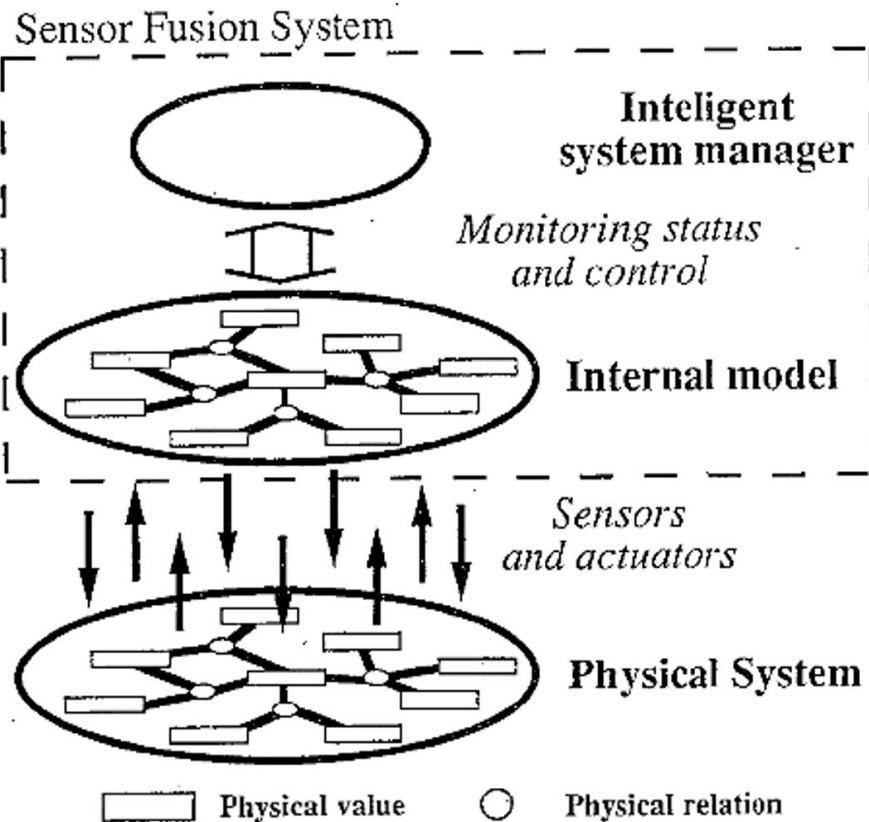 Sensor Fusion System
Inteligent
system manager
Monitoring status
and control
Internal model
Sensors
and actuators
Physical System
Physical value
Physical relation